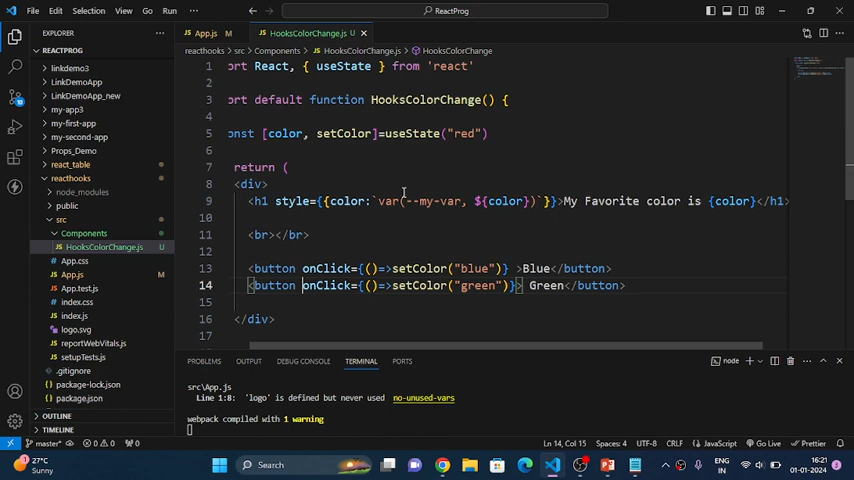 File Edit Selection View Go Run ··· ReactProg
EXPLORER ··· App.js M HooksColorChange.js U
reacthooks > src > Components > HooksColorChange.js > HooksColorChange
REACTPROG
linkdemo3
LinkDemoApp
LinkDemoApp_new
my-app3
my-first-app
my-second-app
Props_Demo
react_table
reacthooks
node_modules
public
src
Components
HooksColorChange.js U
App.css
App.js M
App.test.js
index.css
index.js
logo.svg
reportWebVitals.js
setupTests.js
.gitignore
package-lock.json
package.json
OUTLINE
TIMELINE
1 ort React, { useState } from 'react'
2
3 ort default function HooksColorChange() {
4
5 onst [color, setColor]=useState("red")
6
7 return (
8 <div>
9 <h1 style={{color:`var(--my-var, ${color})`}}>My Favorite color is {color}</h1>
10
11 <br></br>
12
13 <button onClick={()=>setColor("blue")} >Blue</button>
14 <button onClick={()=>setColor("green")}> Green</button>
15
16 </div>
17
PROBLEMS OUTPUT DEBUG CONSOLE TERMINAL PORTS node
src\App.js
Line 1:8: 'logo' is defined but never used no-unused-vars
webpack compiled with 1 warning
master* 0 0 0 Ln 14, Col 15 Spaces: 4 UTF-8 CRLF JavaScript Go Live Prettier
27°C
Sunny
Search
ENG
IN
16:21
01-01-2024